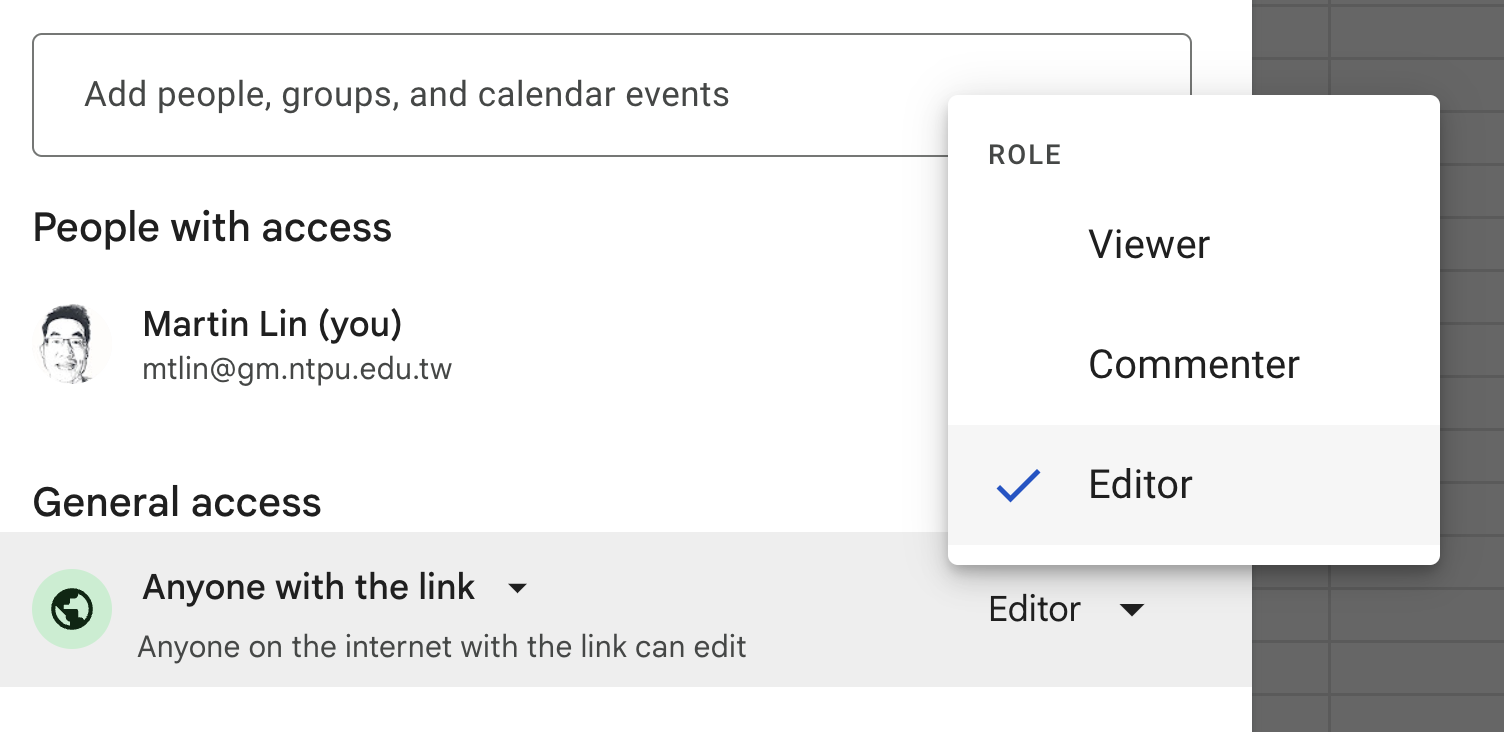 Add people, groups, and calendar events
ROLE
Viewer
Commenter
Editor
People with access
Martin Lin (you)
mtlin@gm.ntpu.edu.tw
General access
Anyone with the link
Anyone on the internet with the link can edit
Editor